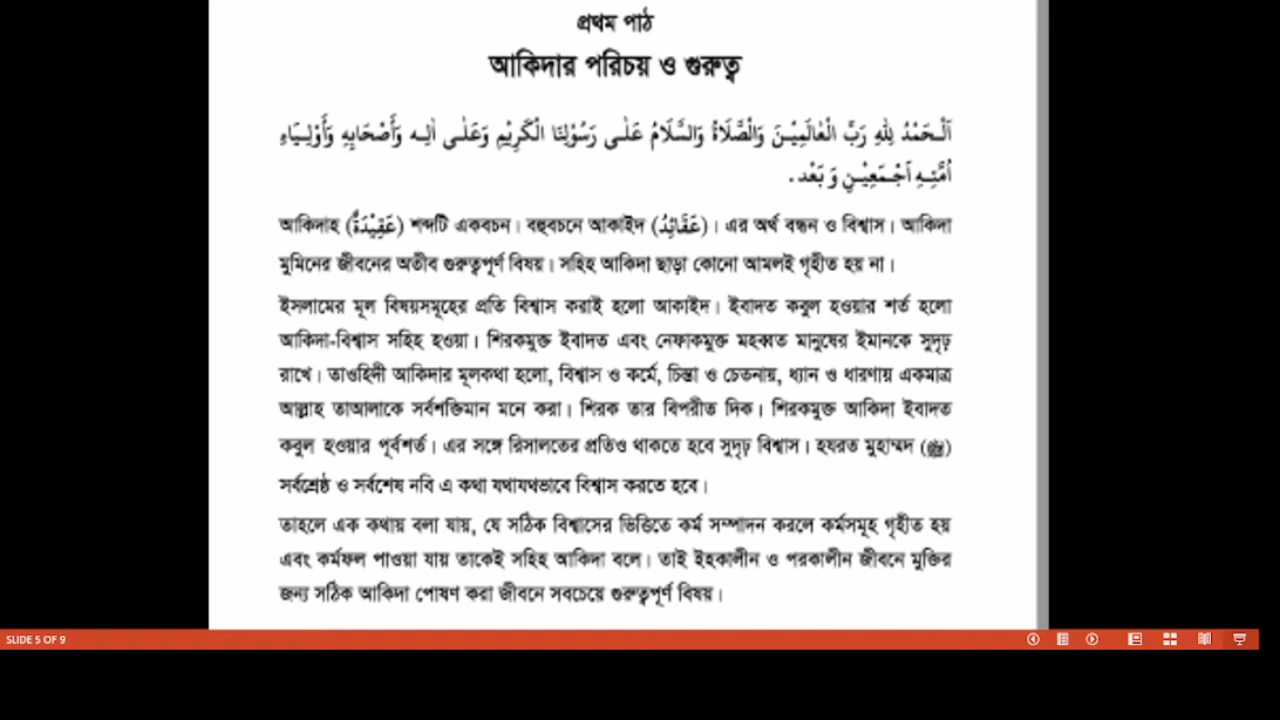 প্রথম পাঠ
আকিদার পরিচয় ও গুরুত্ব
اَلْحَمْدُ لِلّٰهِ رَبِّ الْعَالَمِيْنَ وَالصَّلَاةُ وَالسَّلَامُ عَلٰى رَسُوْلِنَا الْكَرِيْمِ وَعَلٰى اٰلِهِ وَأَصْحَابِهِ وَأَوْلِيَاءِ
اُمَّتِهِ اَجْمَعِيْنَ وَ بَعْد.
আকিদাহ (عَقِيْدَةٌ) শব্দটি একবচন। বহুবচনে আকাইদ (عَقَائِدُ)। এর অর্থ বন্ধন ও বিশ্বাস। আকিদা
মুমিনের জীবনের অতীব গুরুত্বপূর্ণ বিষয়। সহিহ আকিদা ছাড়া কোনো আমলই গৃহীত হয় না।
ইসলামের মূল বিষয়সমূহের প্রতি বিশ্বাস করাই হলো আকাইদ। ইবাদত কবুল হওয়ার শর্ত হলো
আকিদা-বিশ্বাস সহিহ হওয়া। শিরকমুক্ত ইবাদত এবং নেফাকমুক্ত মহব্বত মানুষের ইমানকে সুদৃঢ়
রাখে। তাওহিদী আকিদার মূলকথা হলো, বিশ্বাস ও কর্মে, চিন্তা ও চেতনায়, ধ্যান ও ধারণায় একমাত্র
আল্লাহ তাআলাকে সর্বশক্তিমান মনে করা। শিরক তার বিপরীত দিক। শিরকমুক্ত আকিদা ইবাদত
কবুল হওয়ার পূর্বশর্ত। এর সঙ্গে রিসালতের প্রতিও থাকতে হবে সুদৃঢ় বিশ্বাস। হযরত মুহাম্মদ (ﷺ)
সর্বশ্রেষ্ঠ ও সর্বশেষ নবি এ কথা যথাযথভাবে বিশ্বাস করতে হবে।
তাহলে এক কথায় বলা যায়, যে সঠিক বিশ্বাসের ভিত্তিতে কর্ম সম্পাদন করলে কর্মসমূহ গৃহীত হয়
এবং কর্মফল পাওয়া যায় তাকেই সহিহ আকিদা বলে। তাই ইহকালীন ও পরকালীন জীবনে মুক্তির
জন্য সঠিক আকিদা পোষণ করা জীবনে সবচেয়ে গুরুত্বপূর্ণ বিষয়।
SLIDE 5 OF 9